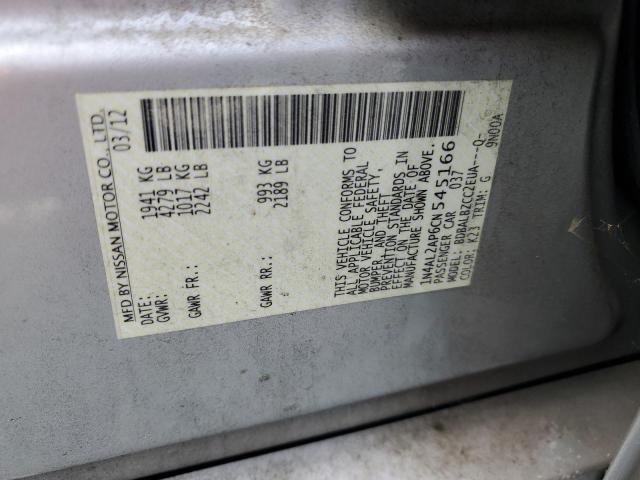 MFD BY NISSAN MOTOR CO., LTD.
DATE: 03/12
GVWR: 1941 KG
4279 LB
GAWR FR.: 1017 KG
2242 LB
GAWR RR.: 993 KG
2189 LB
THIS VEHICLE CONFORMS TO
ALL APPLICABLE FEDERAL
MOTOR VEHICLE SAFETY,
BUMPER, AND THEFT
PREVENTION STANDARDS IN
EFFECT ON THE DATE OF
MANUFACTURE SHOWN ABOVE.
1N4AL2AP6CN545166
PASSENGER CAR 037
MODEL: BDBALBZCC2EUA---Q-
COLOR: K23 TRIM: G 9N00A